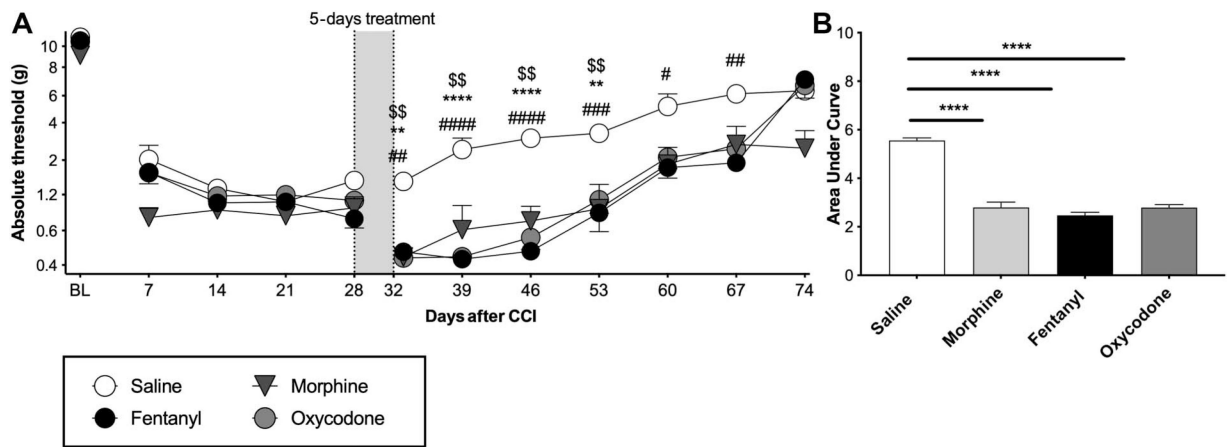 A
5-days treatment
Absolute threshold (g)
10
6
4
2
1.2
0.6
0.4
$$
**
##
$$
****
####
$$
****
####
$$
**
###
#
##
BL
7
14
21
28
32
39
46
53
60
67
74
Days after CCI
Saline
Morphine
Fentanyl
Oxycodone
B
Area Under Curve
10
8
6
4
2
0
****
****
****
Saline
Morphine
Fentanyl
Oxycodone